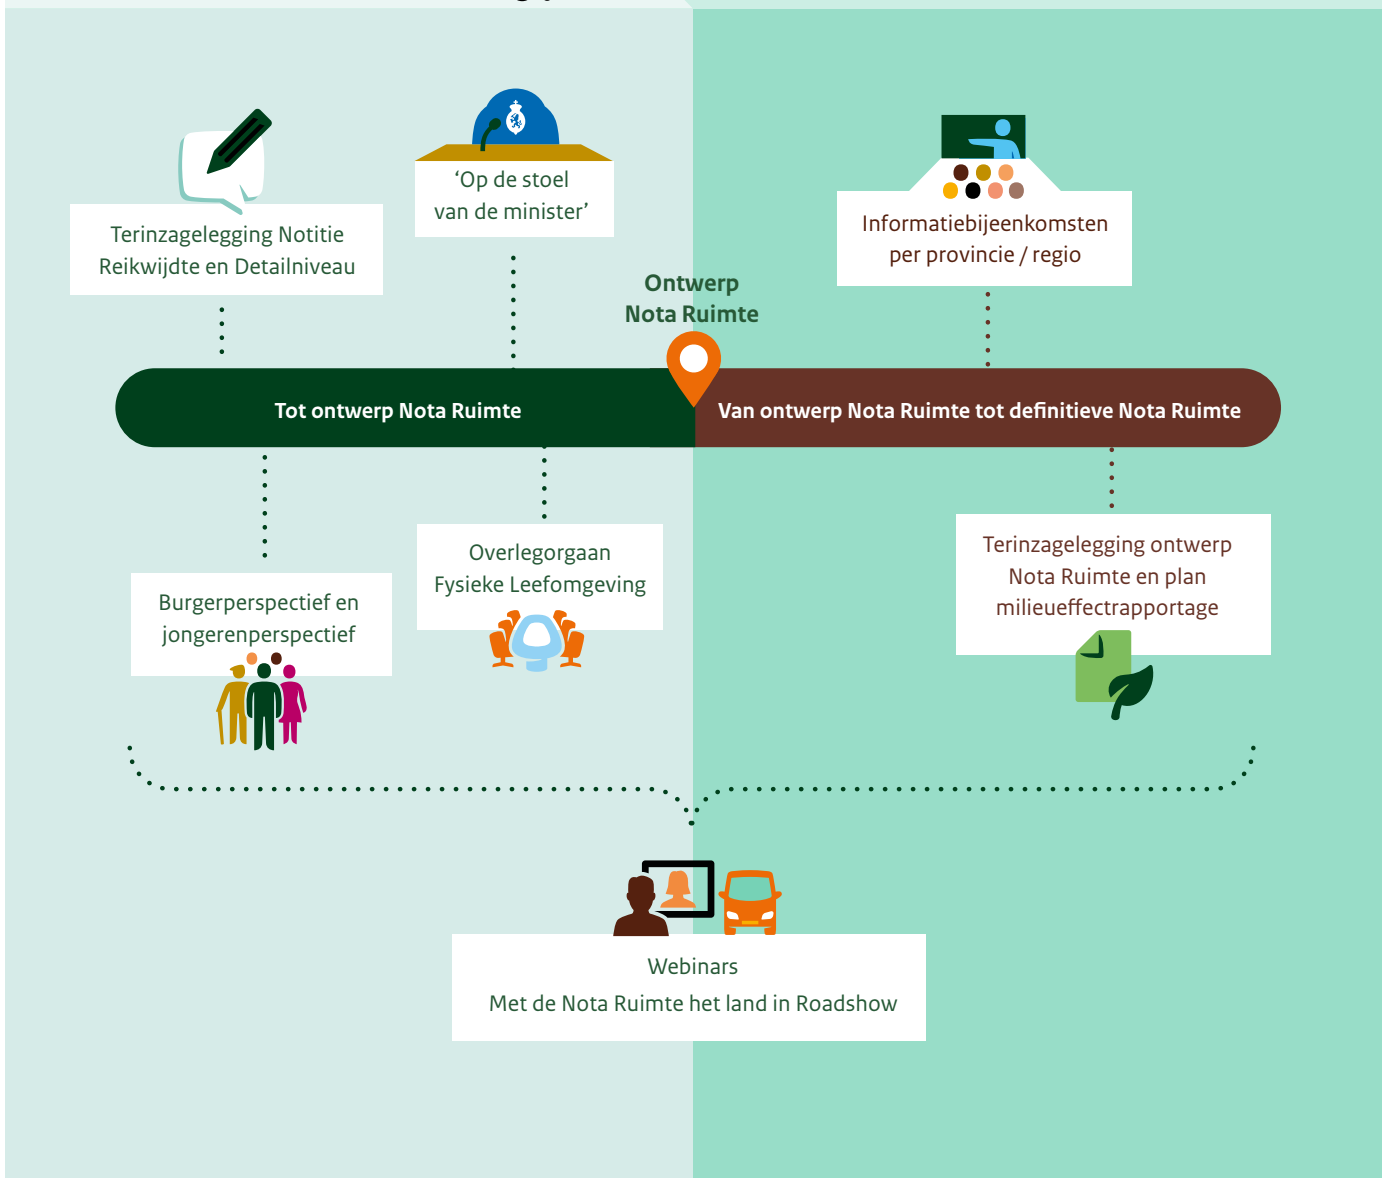 Terinzagelegging Notitie
Reikwijdte en Detailniveau
‘Op de stoel
van de minister’
Informatiebijeenkomsten
per provincie / regio
Ontwerp
Nota Ruimte
Tot ontwerp Nota Ruimte
Van ontwerp Nota Ruimte tot definitieve Nota Ruimte
Burgerperspectief en
jongerenperspectief
Overlegorgaan
Fysieke Leefomgeving
Terinzagelegging ontwerp
Nota Ruimte en plan
milieueffectrapportage
Webinars
Met de Nota Ruimte het land in Roadshow